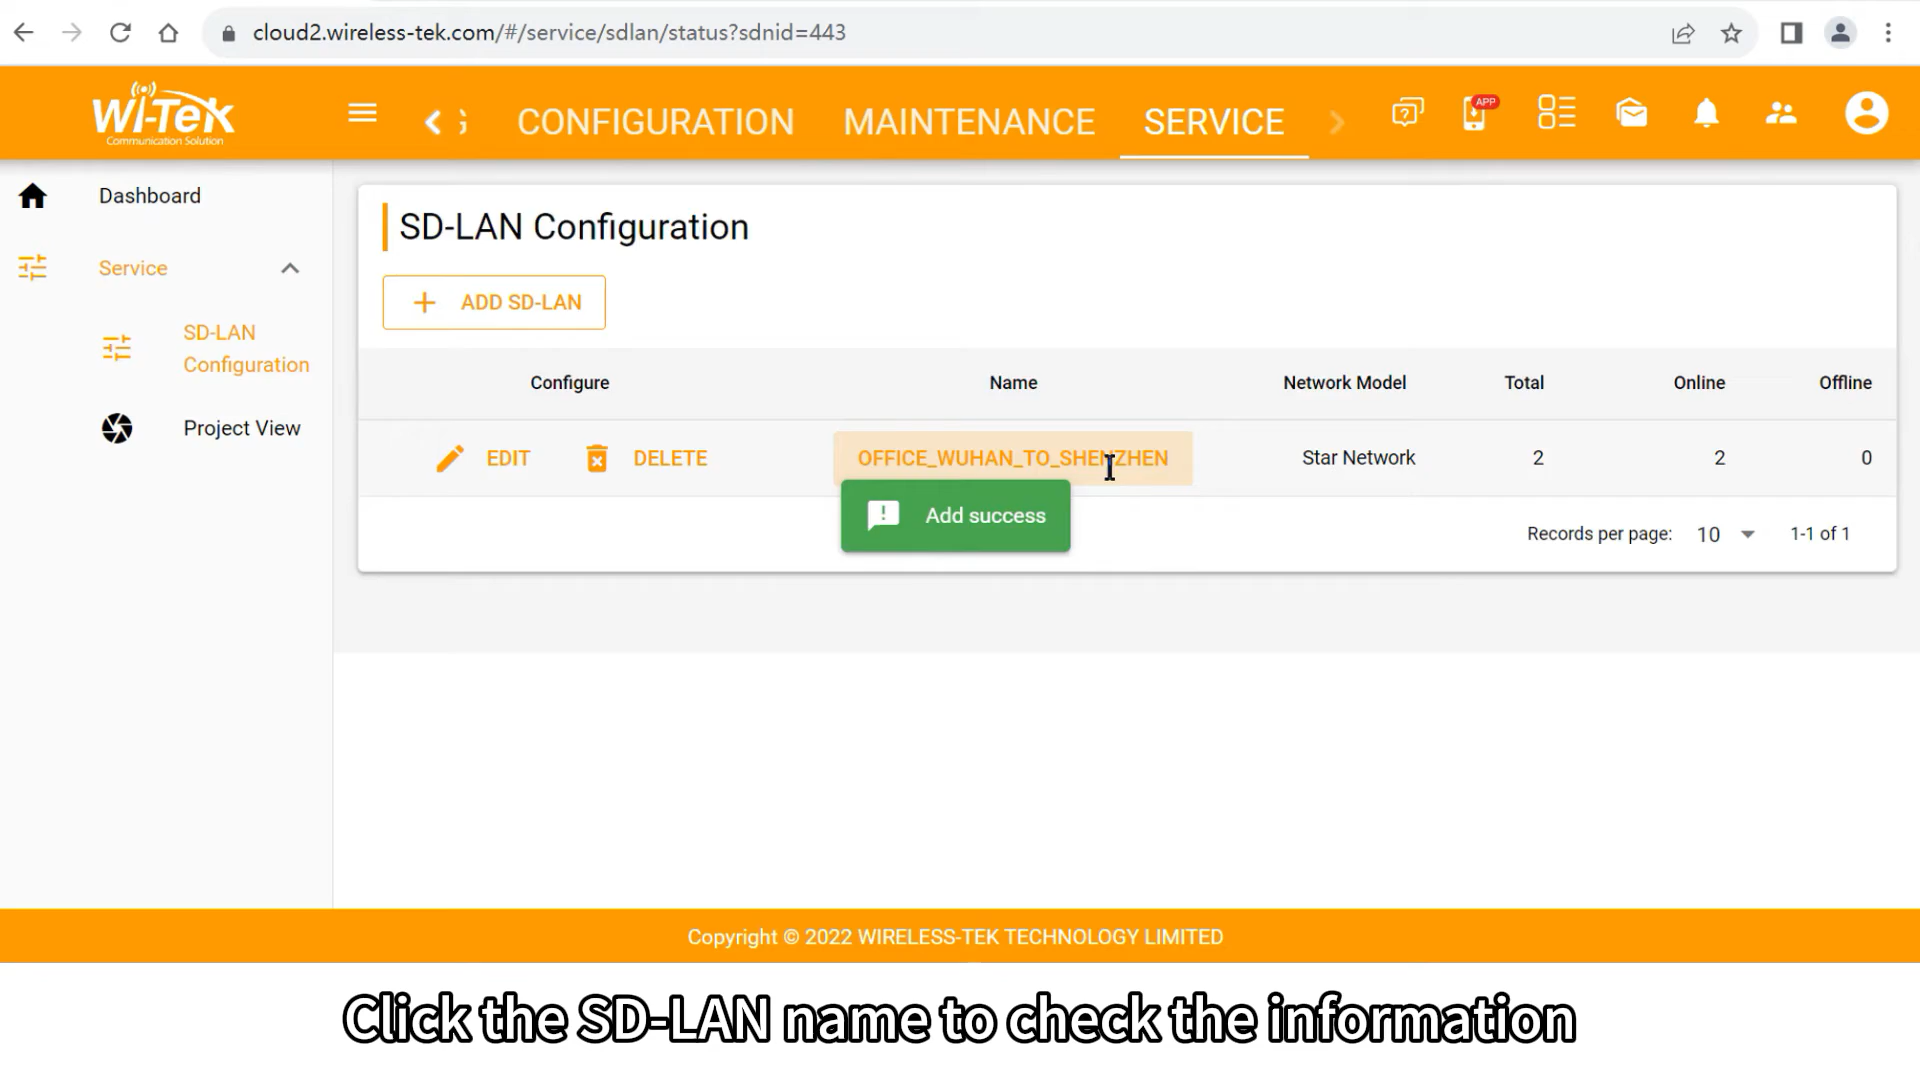 cloud2.wireless-tek.com/#/service/sdlan/status?sdnid=443
Wi-Tek
Communication Solution
CONFIGURATION
MAINTENANCE
SERVICE
APP
Dashboard
Service
SD-LAN
Configuration
Project View
SD-LAN Configuration
+ ADD SD-LAN
Configure Name Network Model Total Online Offline
EDIT DELETE OFFICE_WUHAN_TO_SHENZHEN Star Network 2 2 0
Add success
Records per page: 10 1-1 of 1
Copyright © 2022 WIRELESS-TEK TECHNOLOGY LIMITED
Click the SD-LAN name to check the information